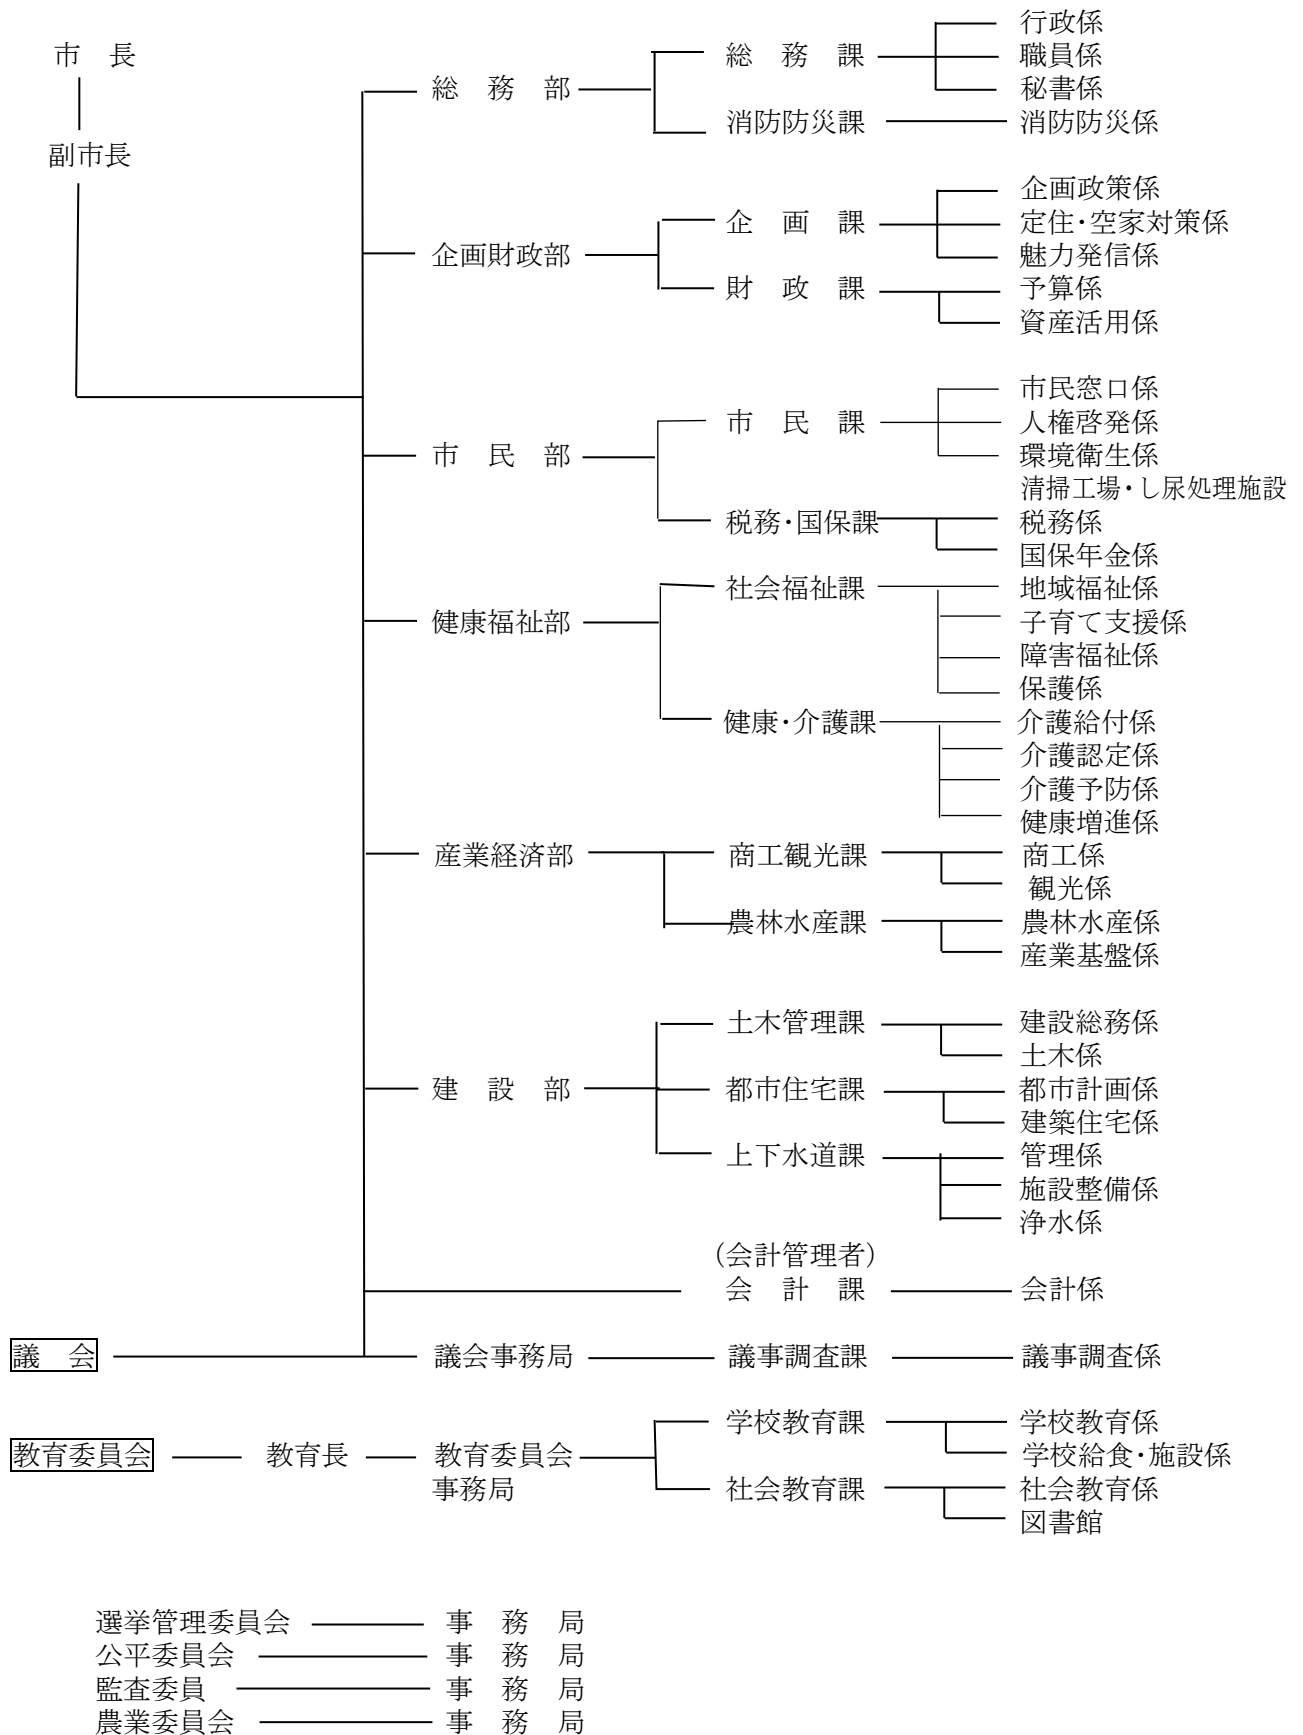 行政係
市　長
総　務　課
職員係
総　務　部
秘書係
消防防災課
消防防災係
副市長
企画政策係
企　画　課
定住・空家対策係
企画財政部
魅力発信係
財　政　課
予算係
資産活用係
市民窓口係
市　民　課
人権啓発係
市　民　部
環境衛生係
清掃工場・し尿処理施設
税務・国保課
税務係
国保年金係
社会福祉課
地域福祉係
健康福祉部
子育て支援係
障害福祉係
保護係
健康・介護課
介護給付係
介護認定係
介護予防係
健康増進係
産業経済部
商工観光課
商工係
観光係
農林水産課
農林水産係
産業基盤係
土木管理課
建設総務係
土木係
建　設　部
都市住宅課
都市計画係
建築住宅係
上下水道課
管理係
施設整備係
浄水係
（会計管理者）
会　計　課
会計係
議　会
議会事務局
議事調査課
議事調査係
学校教育課
学校教育係
教育委員会
教育長
教育委員会
事務局
学校給食・施設係
社会教育課
社会教育係
図書館
選挙管理委員会
事　務　局
公平委員会
事　務　局
監査委員
事　務　局
農業委員会
事　務　局